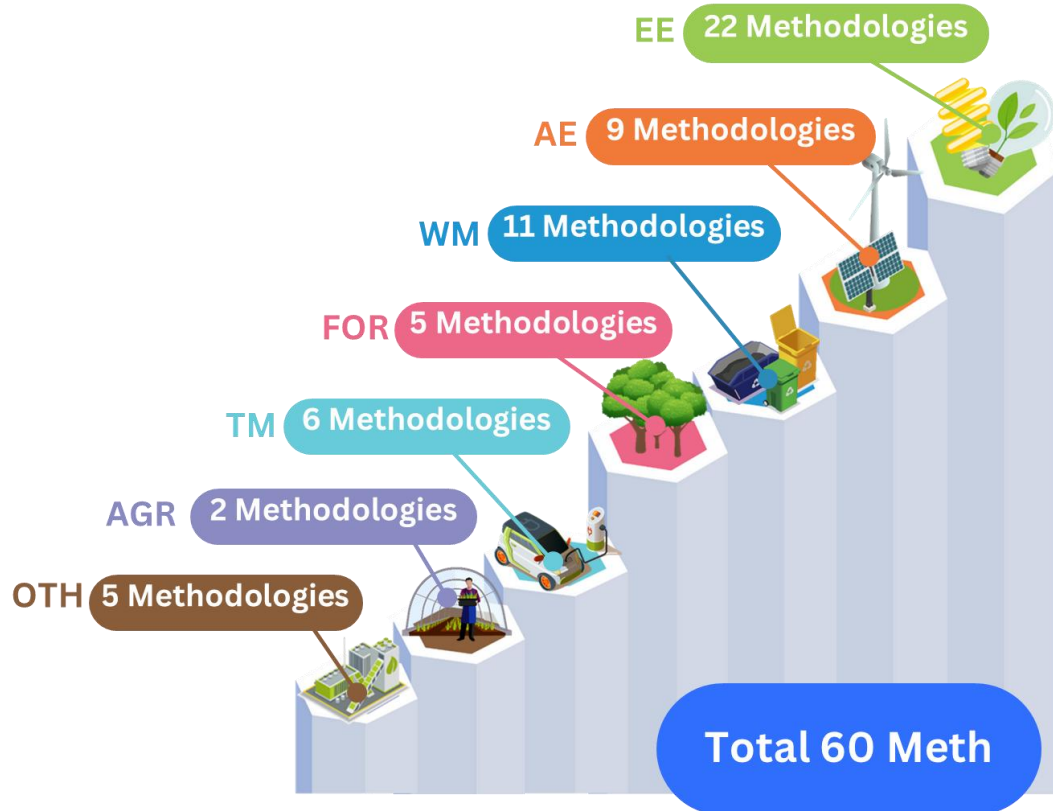 EE 22 Methodologies
AE 9 Methodologies
WM 11 Methodologies
FOR 5 Methodologies
TM 6 Methodologies
AGR 2 Methodologies
OTH 5 Methodologies
Total 60 Meth